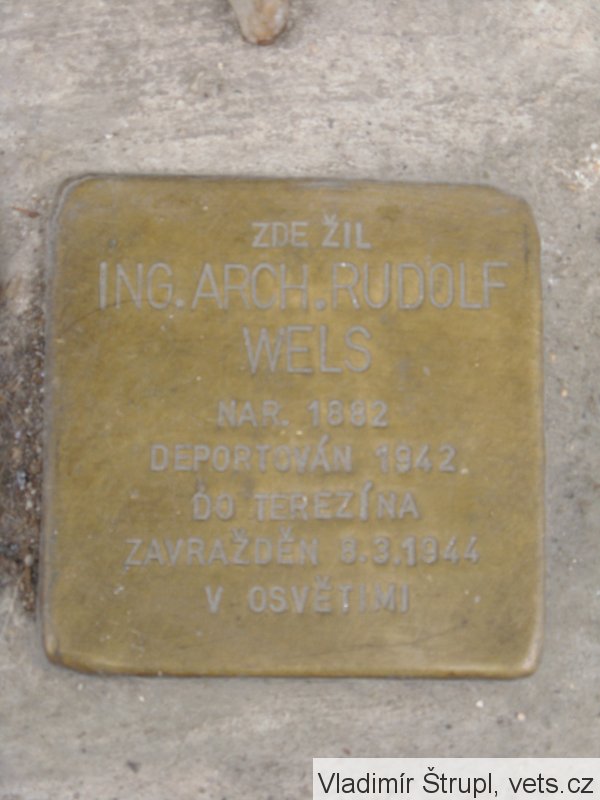 ZDE ŽIL
ING. ARCH. RUDOLF
WELS
NAR. 1882
DEPORTOVÁN 1942
DO TEREZÍNA
ZAVRAŽDĚN 8.3.1944
V OSVĚTIMI
Vladimír Štrupl, vets.cz